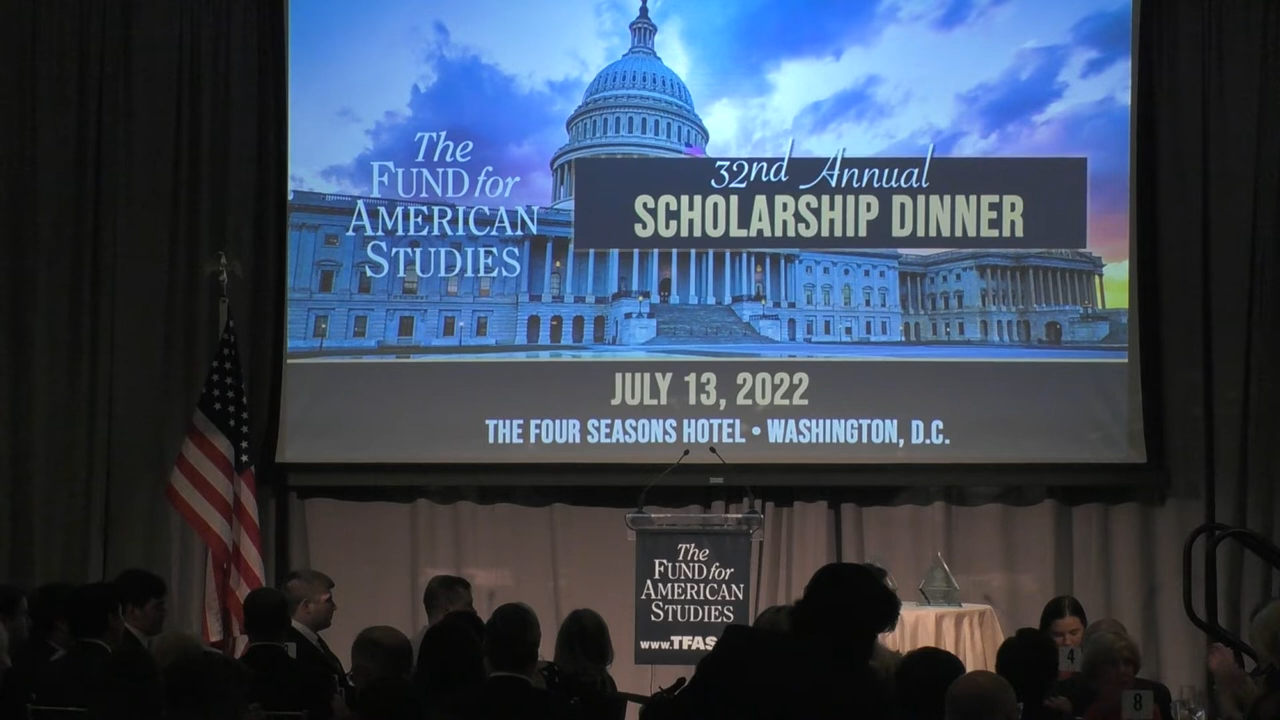 The
FUND for
AMERICAN
STUDIES
32nd Annual
SCHOLARSHIP DINNER
JULY 13, 2022
THE FOUR SEASONS HOTEL • WASHINGTON, D.C.
The
FUND for
AMERICAN
STUDIES
www.TFAS
4
8